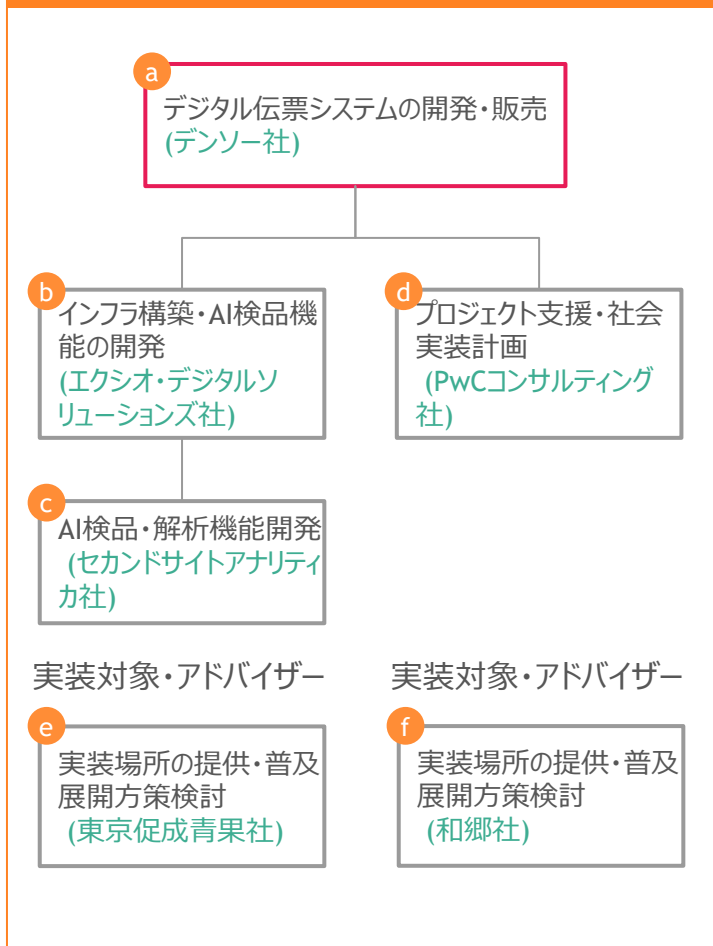 a
デジタル伝票システムの開発・販売
(デンソー社)
b
インフラ構築・AI検品機
能の開発
(エクシオ・デジタルソ
リューションズ社)
d
プロジェクト支援・社会
実装計画
(PwCコンサルティング
社)
c
AI検品・解析機能開発
(セカンドサイトアナリティ
カ社)
実装対象・アドバイザー
実装対象・アドバイザー
e
実装場所の提供・普及
展開方策検討
(東京促成青果社)
f
実装場所の提供・普及
展開方策検討
(和郷社)